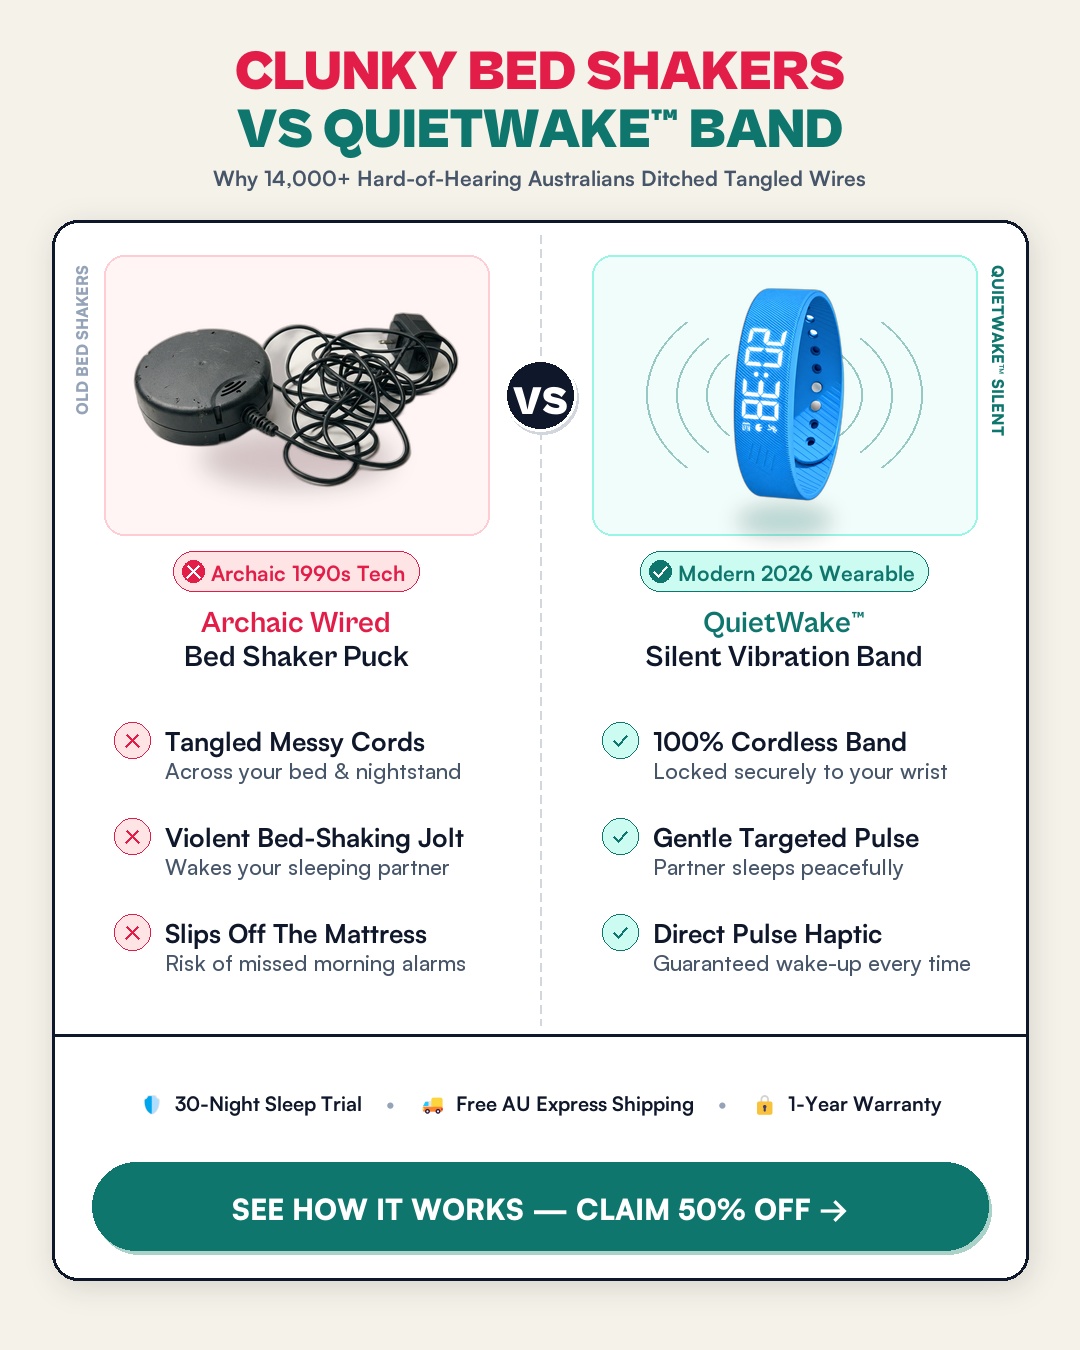 CLUNKY BED SHAKERS
VS QUIETWAKE™ BAND
Why 14,000+ Hard-of-Hearing Australians Ditched Tangled Wires
OLD BED SHAKERS
VS
20:38
QUIETWAKE™ SILENT
Archaic 1990s Tech
Archaic Wired
Bed Shaker Puck
Tangled Messy Cords
Across your bed & nightstand
Violent Bed-Shaking Jolt
Wakes your sleeping partner
Slips Off The Mattress
Risk of missed morning alarms
Modern 2026 Wearable
QuietWake™
Silent Vibration Band
100% Cordless Band
Locked securely to your wrist
Gentle Targeted Pulse
Partner sleeps peacefully
Direct Pulse Haptic
Guaranteed wake-up every time
30-Night Sleep Trial • Free AU Express Shipping • 1-Year Warranty
SEE HOW IT WORKS — CLAIM 50% OFF →